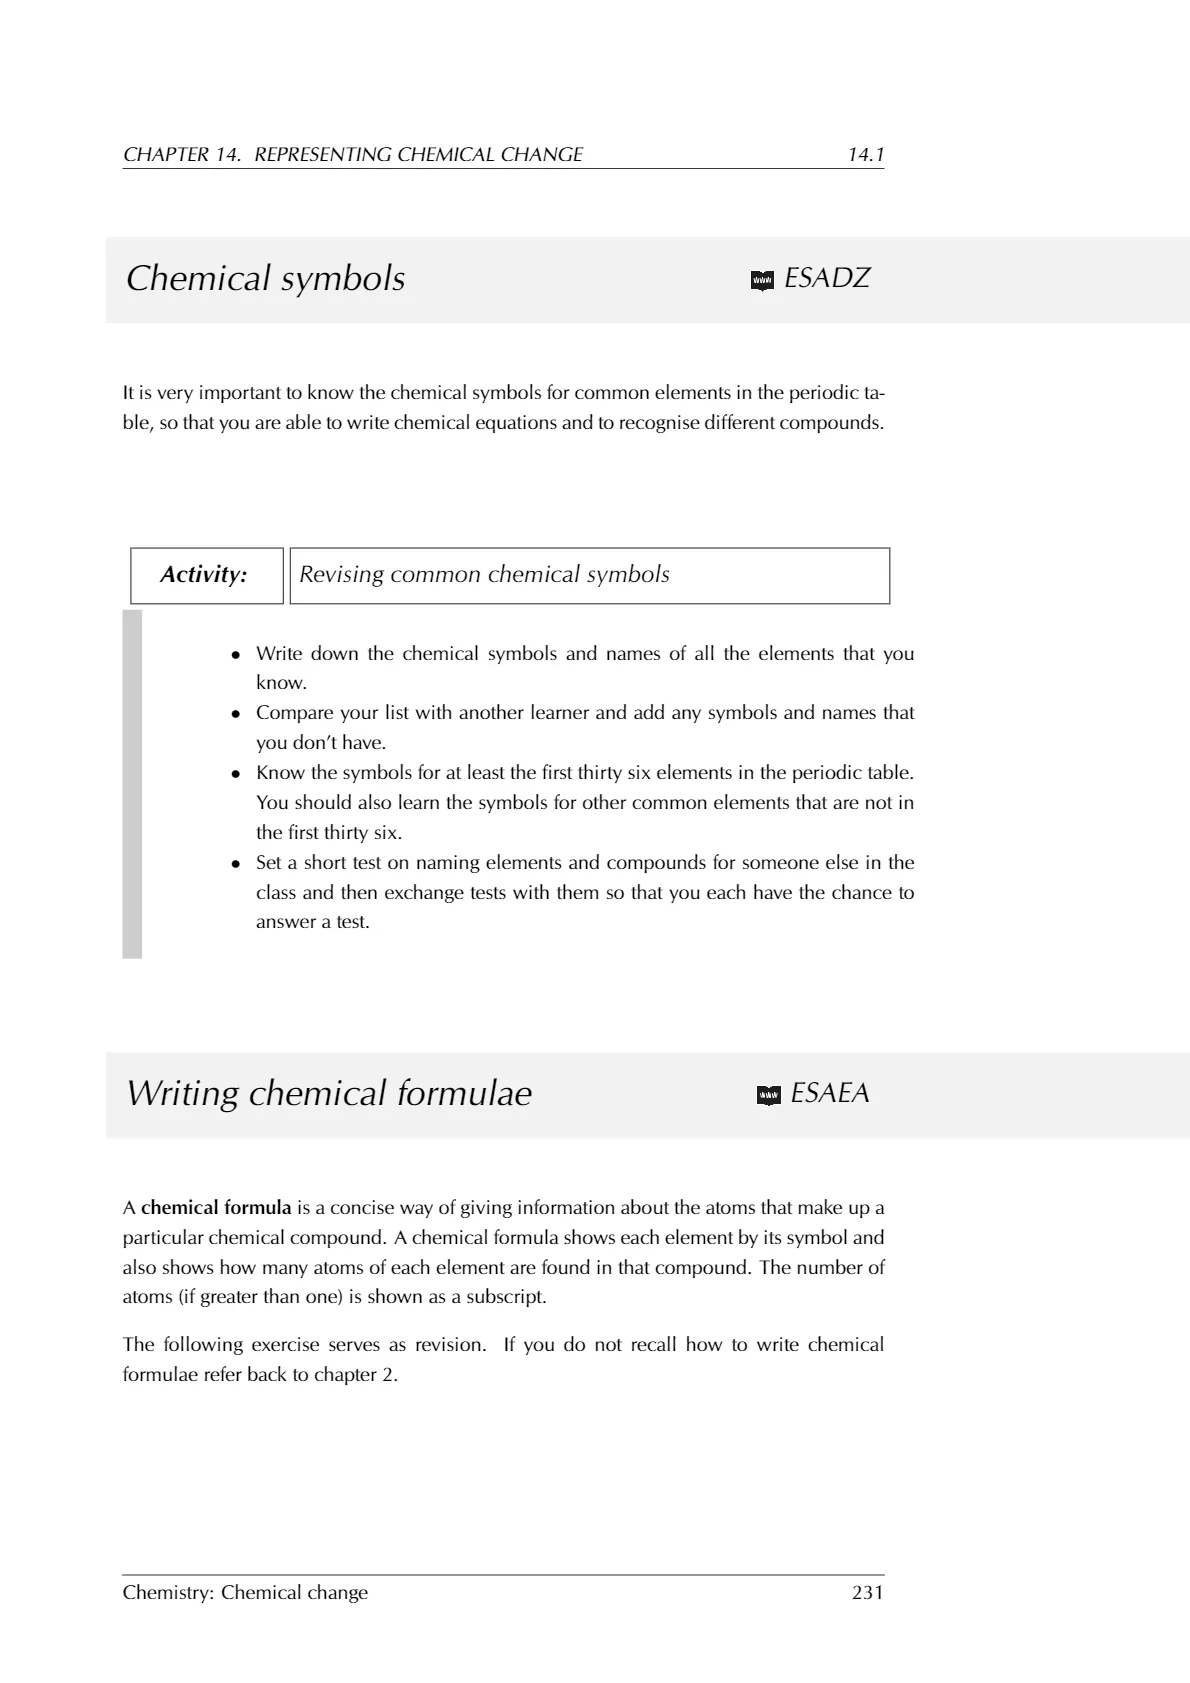 CHAPTER 14. REPRESENTING CHEMICAL CHANGE 14.1
Chemical symbols www ESADZ
It is very important to know the chemical symbols for common elements in the periodic ta-
ble, so that you are able to write chemical equations and to recognise different compounds.
Activity: Revising common chemical symbols
• Write down the chemical symbols and names of all the elements that you
know.
• Compare your list with another learner and add any symbols and names that
you don’t have.
• Know the symbols for at least the first thirty six elements in the periodic table.
You should also learn the symbols for other common elements that are not in
the first thirty six.
• Set a short test on naming elements and compounds for someone else in the
class and then exchange tests with them so that you each have the chance to
answer a test.
Writing chemical formulae www ESAEA
A chemical formula is a concise way of giving information about the atoms that make up a
particular chemical compound. A chemical formula shows each element by its symbol and
also shows how many atoms of each element are found in that compound. The number of
atoms (if greater than one) is shown as a subscript.
The following exercise serves as revision. If you do not recall how to write chemical
formulae refer back to chapter 2.
Chemistry: Chemical change 231